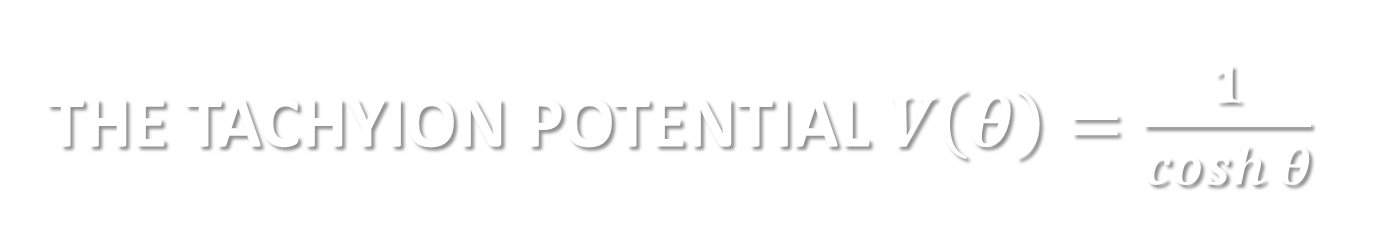 THE TACHYION POTENTIAL V(θ) = 1/cosh θ